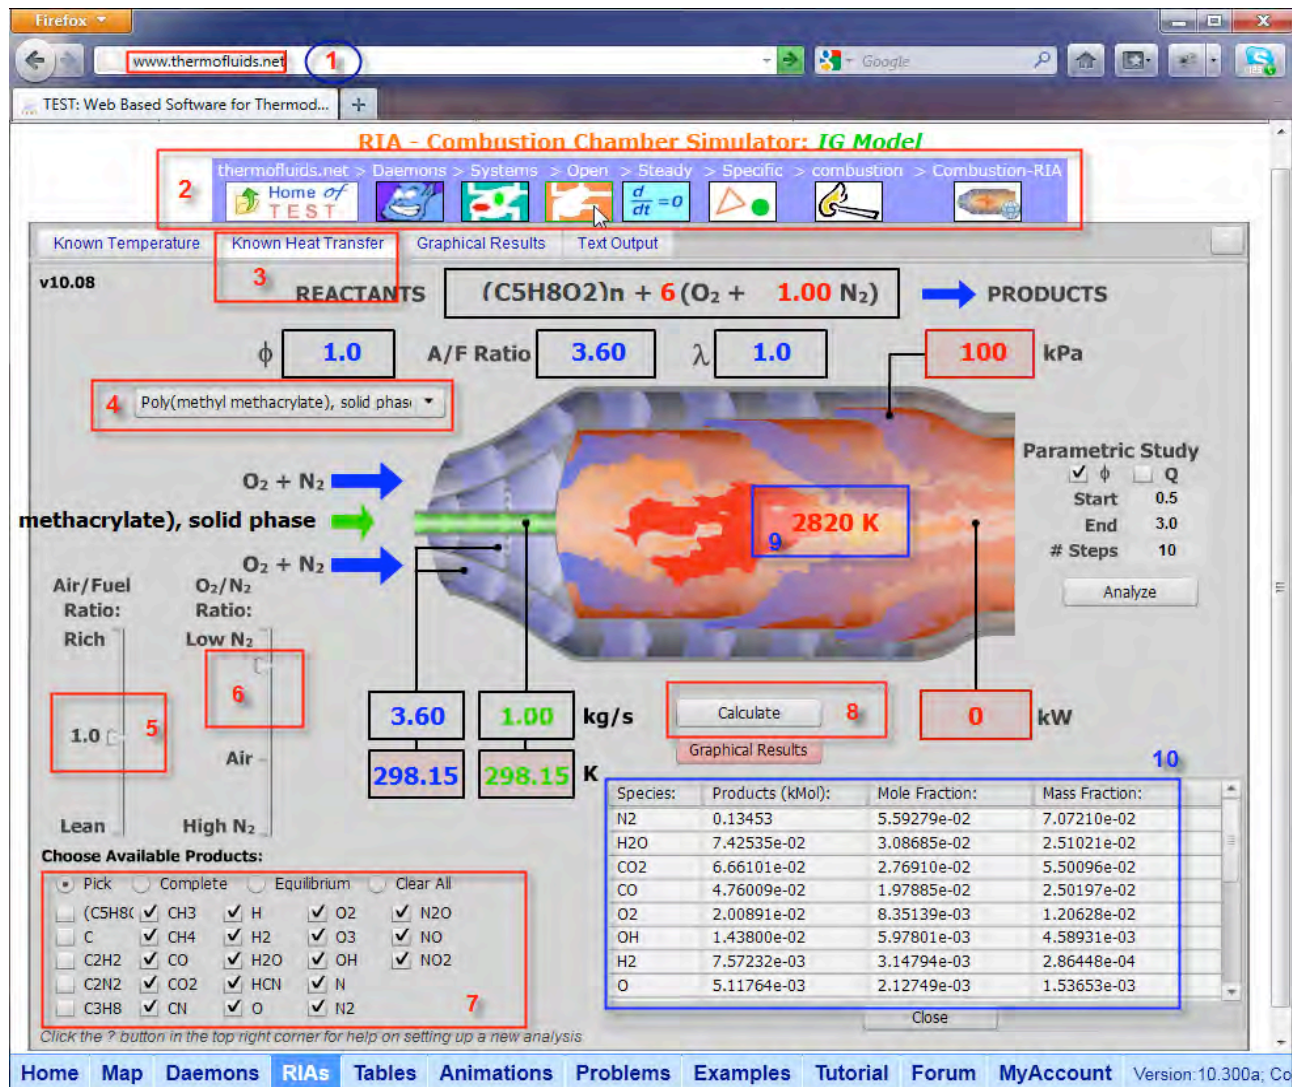 Firefox
www.thermofluids.net
1
Google
TEST: Web Based Software for Thermod...
RIA - Combustion Chamber Simulator: IG Model
2
thermofluids.net > Daemons > Systems > Open > Steady > Specific > combustion > Combustion-RIA
Home of TEST
d/dt = 0
Known Temperature Known Heat Transfer Graphical Results Text Output
3
v10.08
REACTANTS (C5H8O2)n + 6 (O₂ + 1.00 N₂) PRODUCTS
ϕ 1.0 A/F Ratio 3.60 λ 1.0 100 kPa
4 Poly(methyl methacrylate), solid phas
Parametric Study
ϕ Q
Start 0.5
End 3.0
# Steps 10
Analyze
O₂ + N₂
methacrylate), solid phase
O₂ + N₂
2820 K
9
Air/Fuel Ratio:
Rich
1.0
5
Lean
O₂/N₂ Ratio:
Low N₂
6
Air
High N₂
3.60 1.00 kg/s
298.15 298.15 K
Calculate 8
Graphical Results
0 kW
10
Species: Products (kMol): Mole Fraction: Mass Fraction:
N2 0.13453 5.59279e-02 7.07210e-02
H2O 7.42535e-02 3.08685e-02 2.51021e-02
CO2 6.66101e-02 2.76910e-02 5.50096e-02
CO 4.76009e-02 1.97885e-02 2.50197e-02
O2 2.00891e-02 8.35139e-03 1.20628e-02
OH 1.43800e-02 5.97801e-03 4.58931e-03
H2 7.57232e-03 3.14794e-03 2.86448e-04
O 5.11764e-03 2.12749e-03 1.53653e-03
Close
Choose Available Products:
Pick Complete Equilibrium Clear All
(C5H8( CH3 H O2 N2O
C CH4 H2 O3 NO
C2H2 CO H2O OH NO2
C2N2 CO2 HCN N
C3H8 CN O N2
7
Click the ? button in the top right corner for help on setting up a new analysis
Home Map Daemons RIAs Tables Animations Problems Examples Tutorial Forum MyAccount Version:10.300a; Co